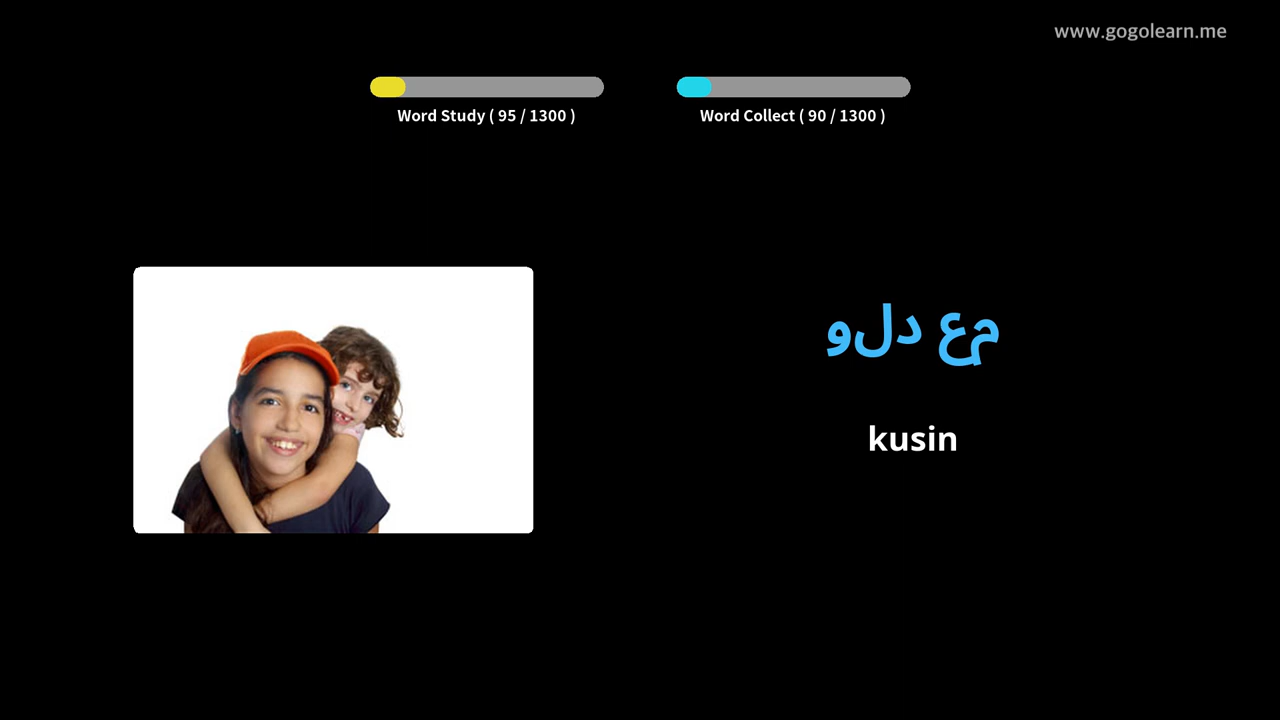 www.gogolearn.me
Word Study ( 95 / 1300 )
Word Collect ( 90 / 1300 )
ولد عم
kusin